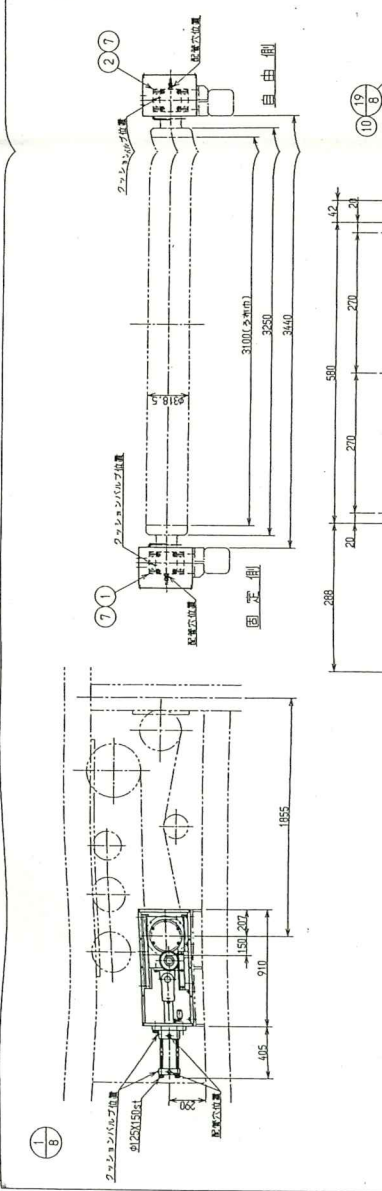 1
8
クッションバルブ位置
φ125X150st
配管穴位置
290
405
910
150
207
1855
7
1
クッションバルブ位置
配管穴位置
固定側
φ318.5
3100(ろ布巾)
3250
3440
2
7
クッションバルブ位置
配管穴位置
自由側
19
8
10
288
580
42
20
270
270
20